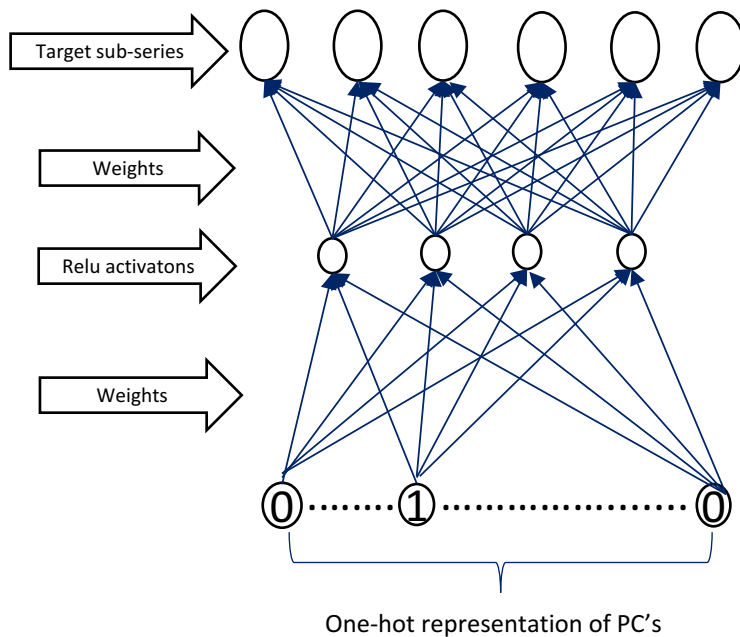 Target sub-series
Weights
Relu activatons
Weights
0 ........ 1 ........................ 0
One-hot representation of PC's